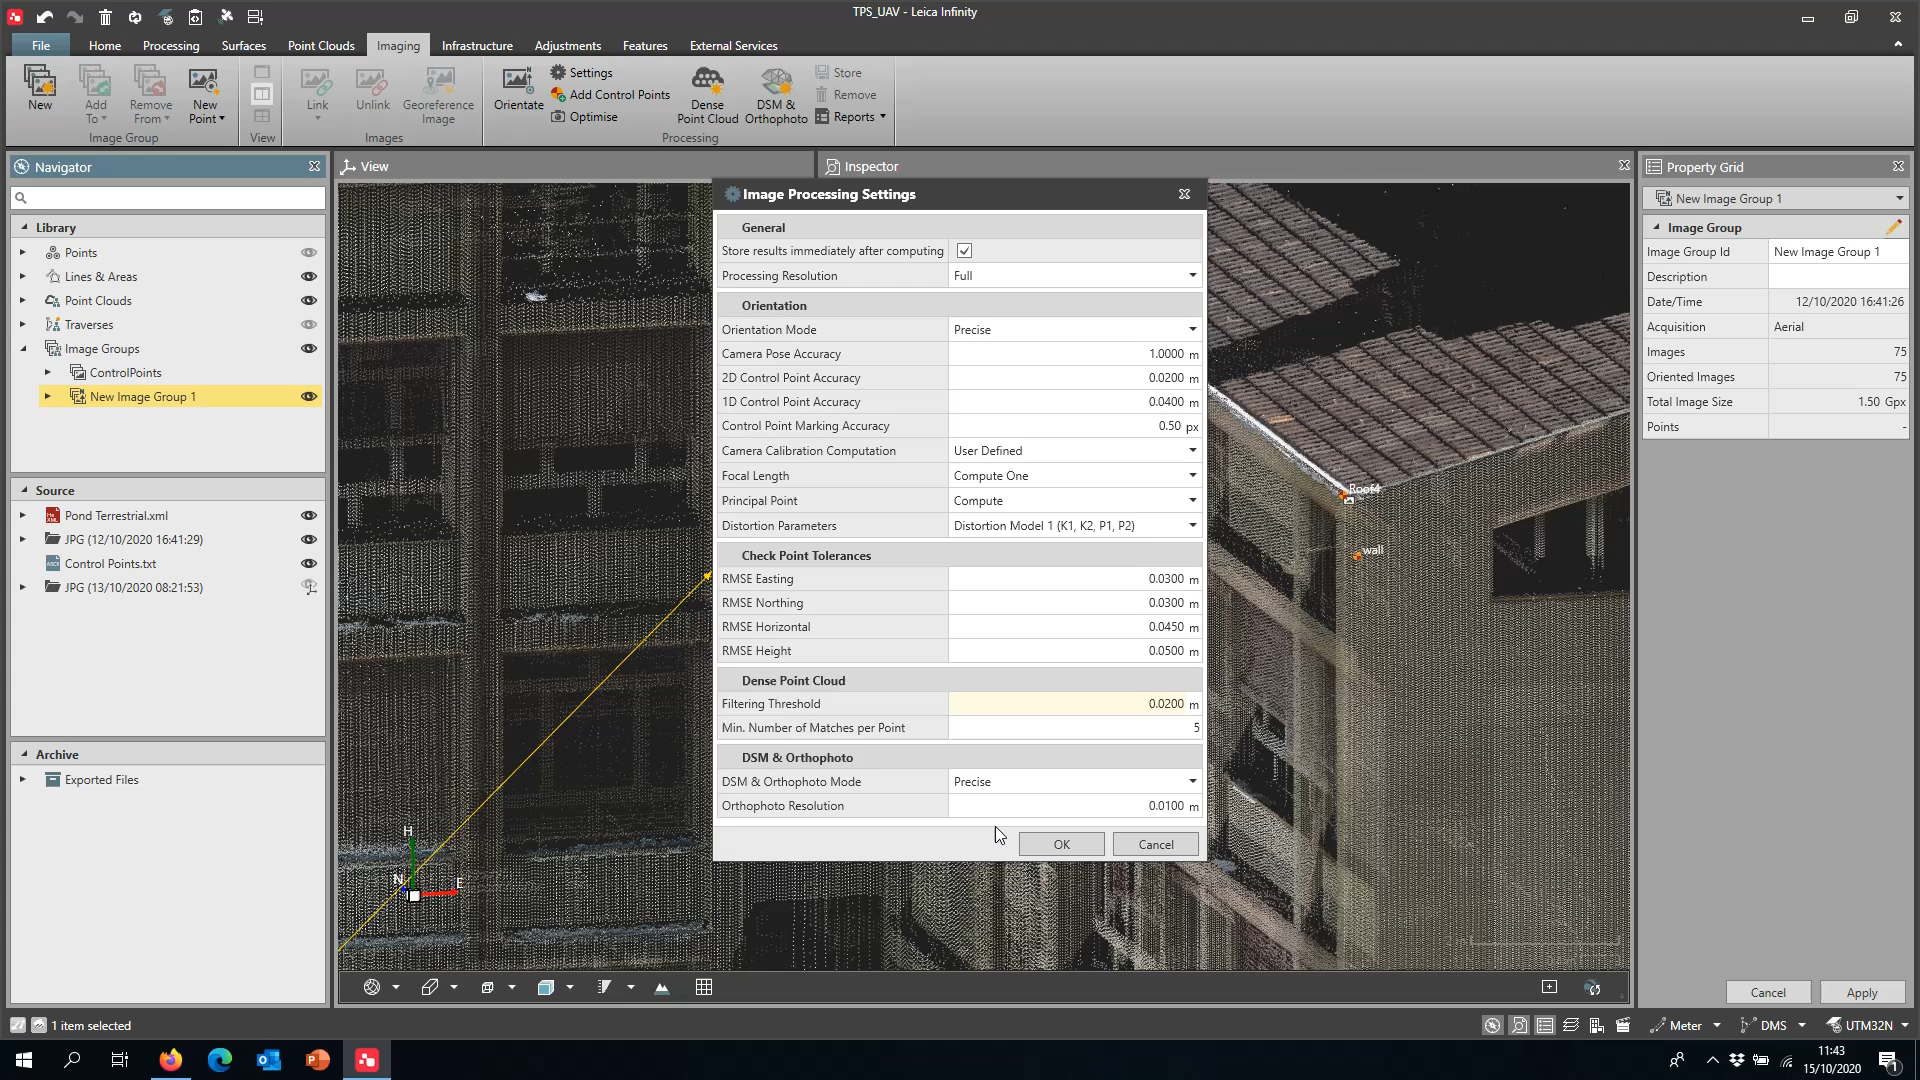 TPS_UAV - Leica Infinity
File Home Processing Surfaces Point Clouds Imaging Infrastructure Adjustments Features External Services
New
Add To
Remove From
New Point
Image Group
View
Link
Unlink
Georeference Image
Images
Orientate
Settings
Add Control Points
Optimise
Dense Point Cloud
DSM & Orthophoto
Store
Remove
Reports
Processing
Navigator
Library
Points
Lines & Areas
Point Clouds
Traverses
Image Groups
ControlPoints
New Image Group 1
Source
Pond Terrestrial.xml
JPG (12/10/2020 16:41:29)
Control Points.txt
JPG (13/10/2020 08:21:53)
Archive
Exported Files
View
Inspector
Roof4
wall
H
N
E
Image Processing Settings
General
Store results immediately after computing
Processing Resolution Full
Orientation
Orientation Mode Precise
Camera Pose Accuracy 1.0000 m
2D Control Point Accuracy 0.0200 m
1D Control Point Accuracy 0.0400 m
Control Point Marking Accuracy 0.50 px
Camera Calibration Computation User Defined
Focal Length Compute One
Principal Point Compute
Distortion Parameters Distortion Model 1 (K1, K2, P1, P2)
Check Point Tolerances
RMSE Easting 0.0300 m
RMSE Northing 0.0300 m
RMSE Horizontal 0.0450 m
RMSE Height 0.0500 m
Dense Point Cloud
Filtering Threshold 0.0200 m
Min. Number of Matches per Point 5
DSM & Orthophoto
DSM & Orthophoto Mode Precise
Orthophoto Resolution 0.0100 m
OK Cancel
Property Grid
New Image Group 1
Image Group
Image Group Id New Image Group 1
Description
Date/Time 12/10/2020 16:41:26
Acquisition Aerial
Images 75
Oriented Images 75
Total Image Size 1.50 Gpx
Points -
Cancel Apply
1 item selected
Meter DMS UTM32N
11:43
15/10/2020
1